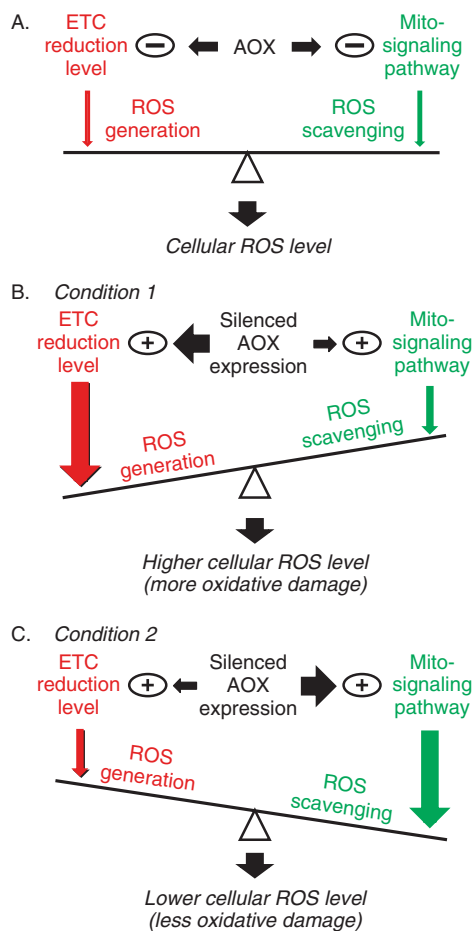 A.
ETC
reduction
level
−
AOX
−
Mito-
signaling
pathway
ROS
generation
ROS
scavenging
Cellular ROS level
B. Condition 1
ETC
reduction
level
+
Silenced
AOX
expression
+
Mito-
signaling
pathway
ROS
generation
ROS
scavenging
Higher cellular ROS level
(more oxidative damage)
C. Condition 2
ETC
reduction
level
+
Silenced
AOX
expression
+
Mito-
signaling
pathway
ROS
generation
ROS
scavenging
Lower cellular ROS level
(less oxidative damage)